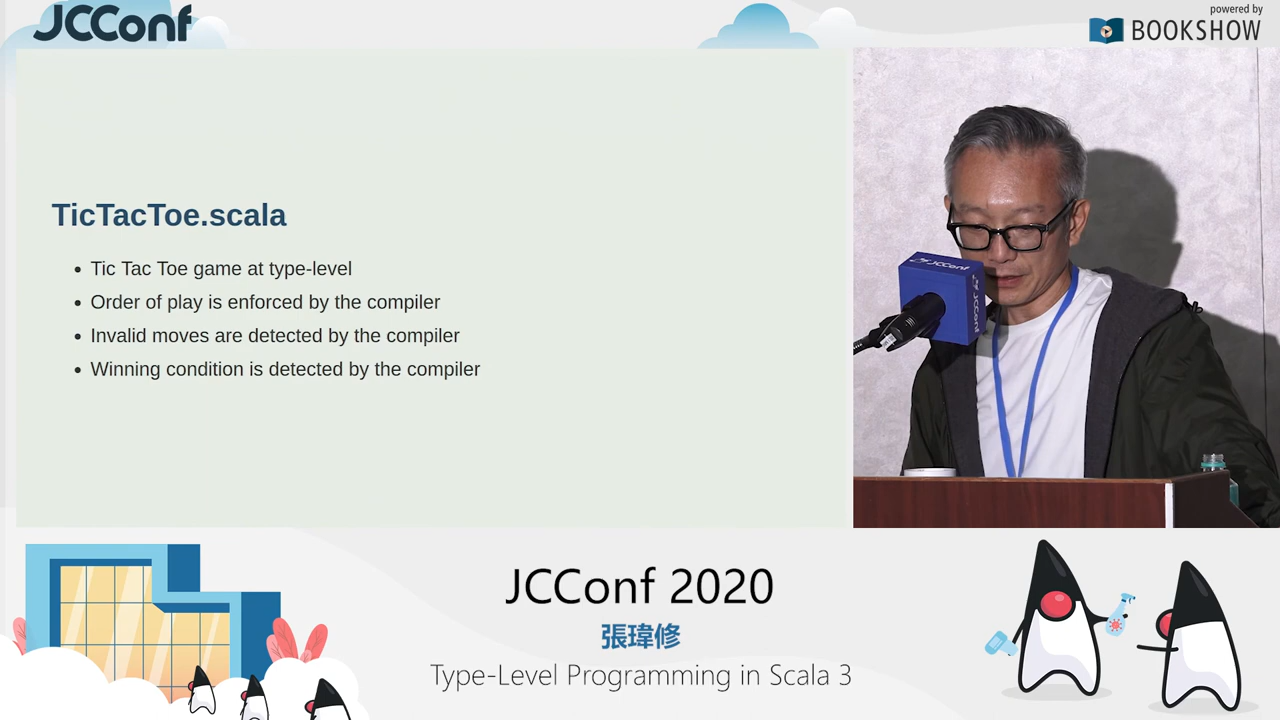 JCConf
powered by
BOOKSHOW
TicTacToe.scala
• Tic Tac Toe game at type-level
• Order of play is enforced by the compiler
• Invalid moves are detected by the compiler
• Winning condition is detected by the compiler
JCConf
JCConf
JCConf 2020
張瑋修
Type-Level Programming in Scala 3